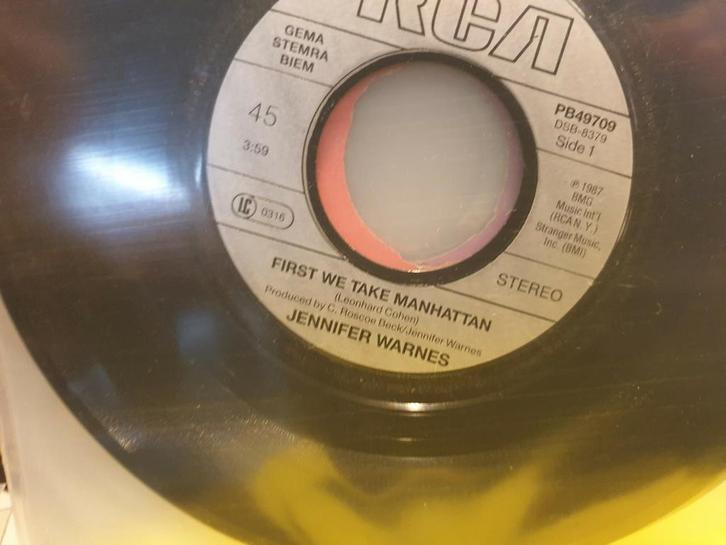 RCA
GEMA
STEMRA
BIEM
45
3:59
LC 0316
PB49709
DSB-8379
Side 1
℗ 1987
BMG
Music Int'l
(RCA N.Y.)
Stranger Music,
Inc. (BMI)
STEREO
FIRST WE TAKE MANHATTAN
(Leonhard Cohen)
Produced by C. Roscoe Beck/Jennifer Warnes
JENNIFER WARNES